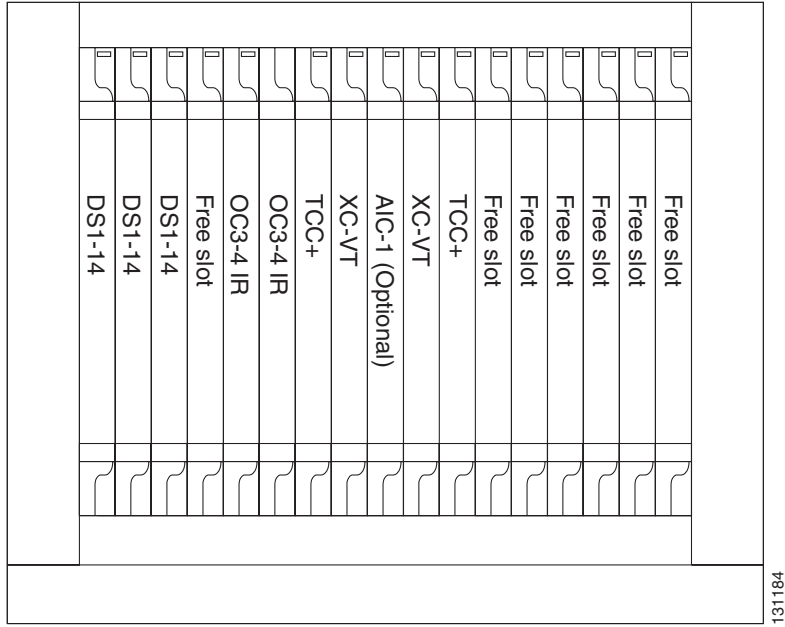 DS1-14
DS1-14
DS1-14
Free slot
OC3-4 IR
OC3-4 IR
TCC+
XC-VT
AIC-1 (Optional)
XC-VT
TCC+
Free slot
Free slot
Free slot
Free slot
Free slot
Free slot
131184